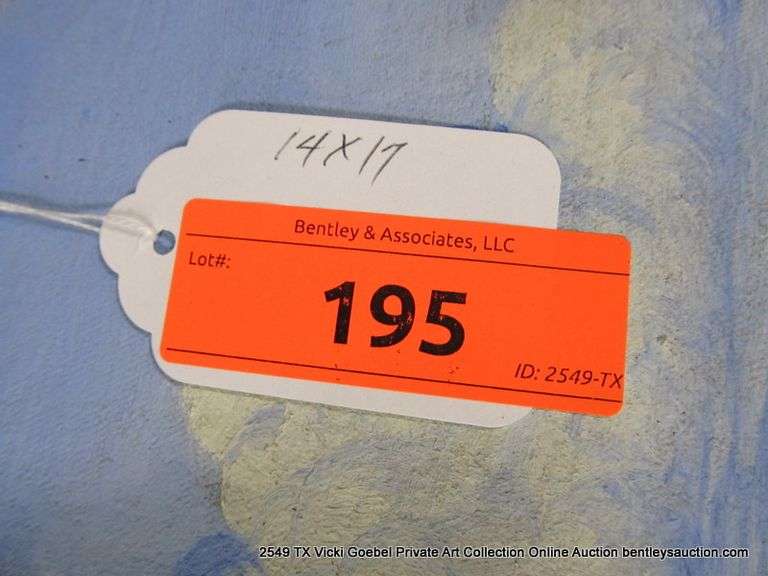 14X17
Bentley & Associates, LLC
Lot#:
195
ID: 2549-TX
2549 TX Vicki Goebel Private Art Collection Online Auction bentleysauction.com